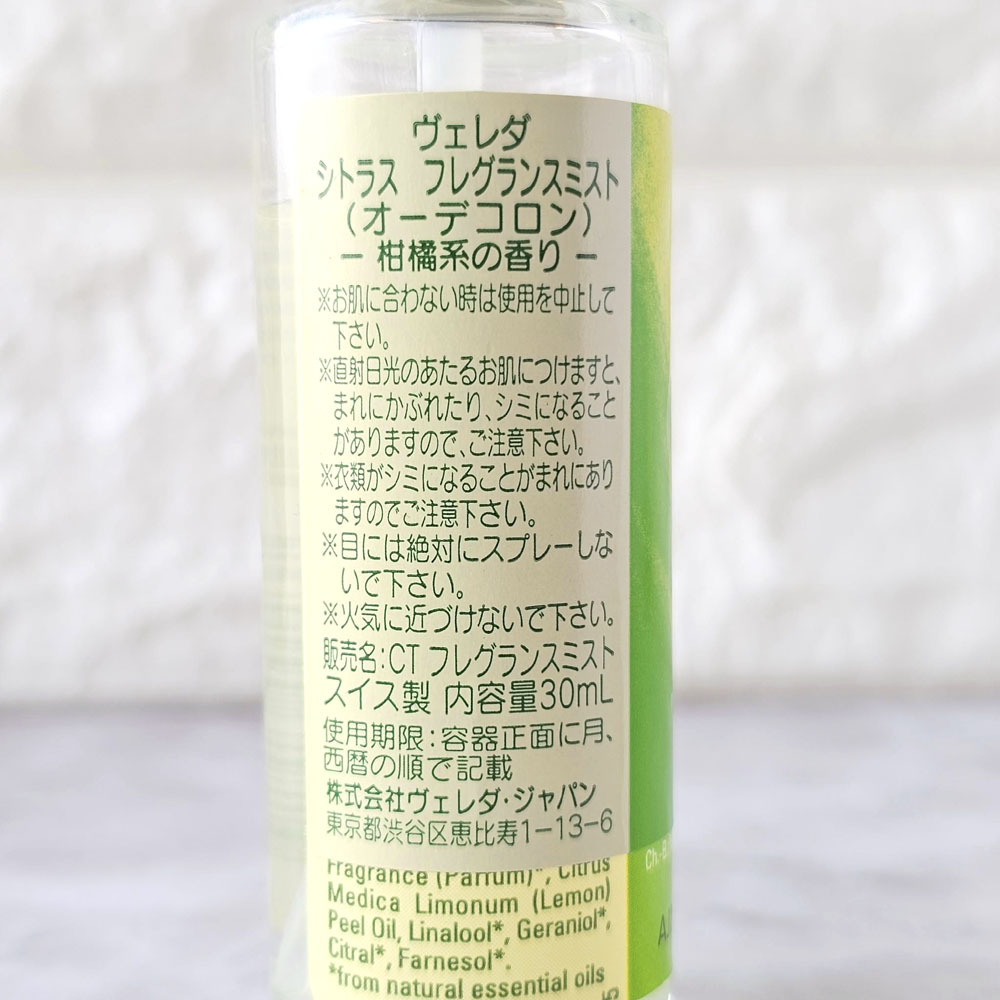 ヴェレダ
シトラス フレグランスミスト
(オーデコロン)
– 柑橘系の香り –
※お肌に合わない時は使用を中止して
下さい。
※直射日光のあたるお肌につけますと、
まれにかぶれたり、シミになること
がありますので、ご注意下さい。
※衣類がシミになることがまれにあり
ますのでご注意下さい。
※目には絶対にスプレーしな
いで下さい。
※火気に近づけないで下さい。
販売名:CT フレグランスミスト
スイス製 内容量30mL
使用期限:容器正面に月、
西暦の順で記載
株式会社ヴェレダ・ジャパン
東京都渋谷区恵比寿1–13–6
Fragrance (Parfum)*, Citrus
Medica Limonum (Lemon)
Peel Oil, Linalool*, Geraniol*,
Citral*, Farnesol*.
*from natural essential oils
Ch.-B.